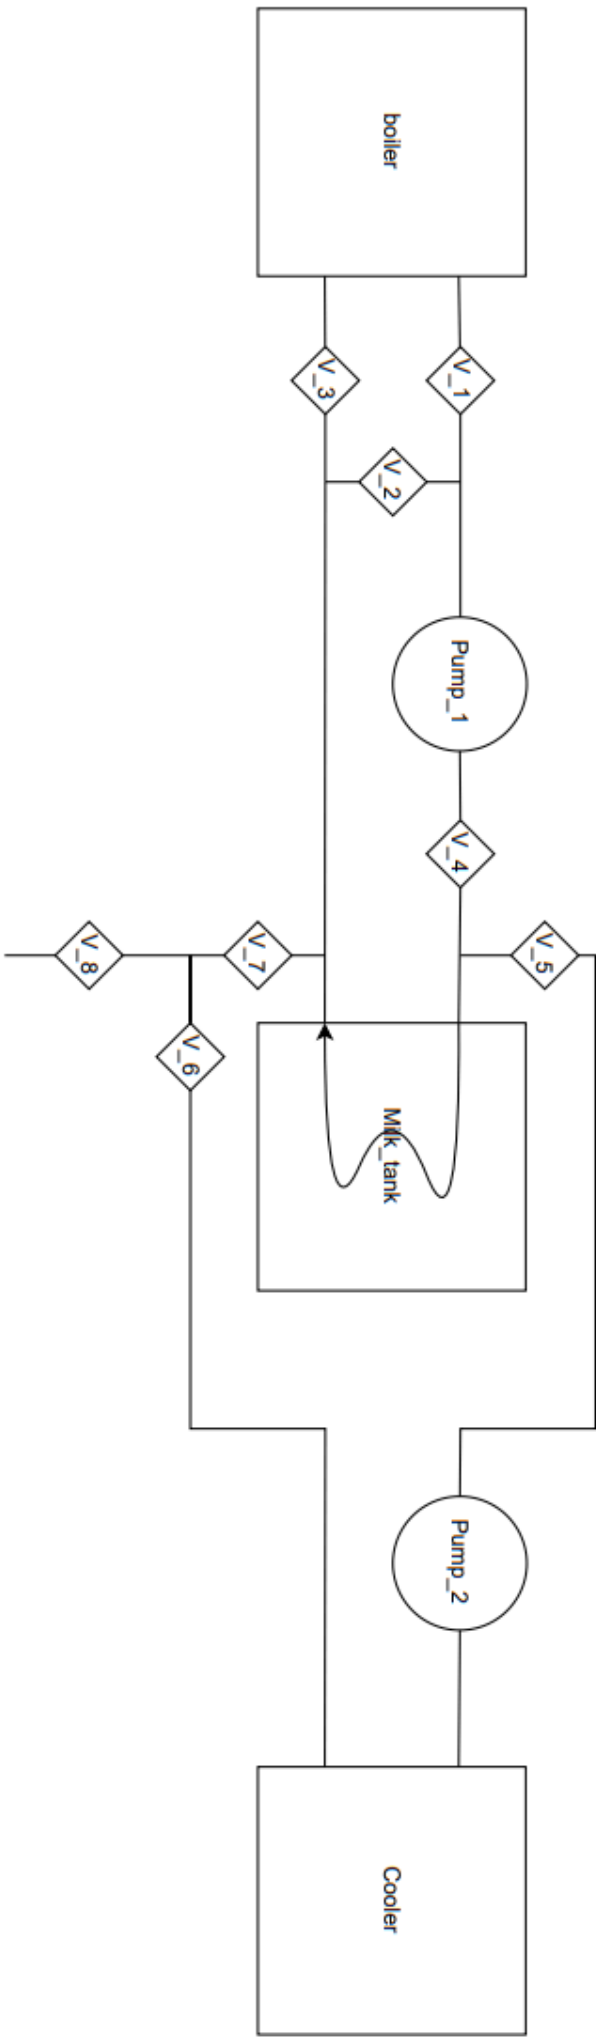 boiler
V_1
V_3
V_2
Pump_1
V_4
V_5
V_7
V_8
V_6
Milk_tank
Pump_2
Cooler